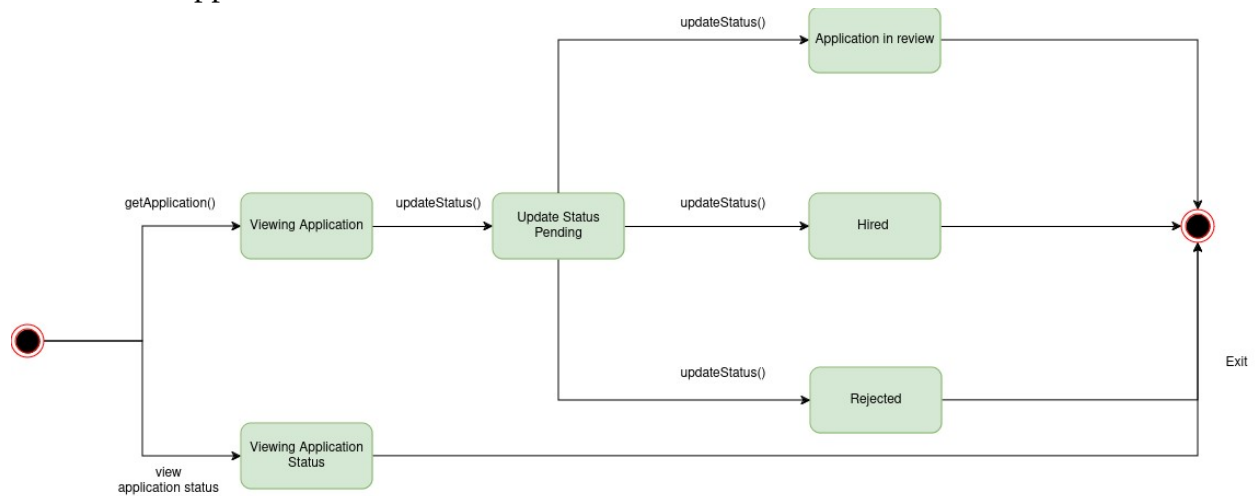 updateStatus()
Application in review
getApplication()
Viewing Application
updateStatus()
Update Status
Pending
updateStatus()
Hired
updateStatus()
Rejected
Exit
Viewing Application
Status
view
application status